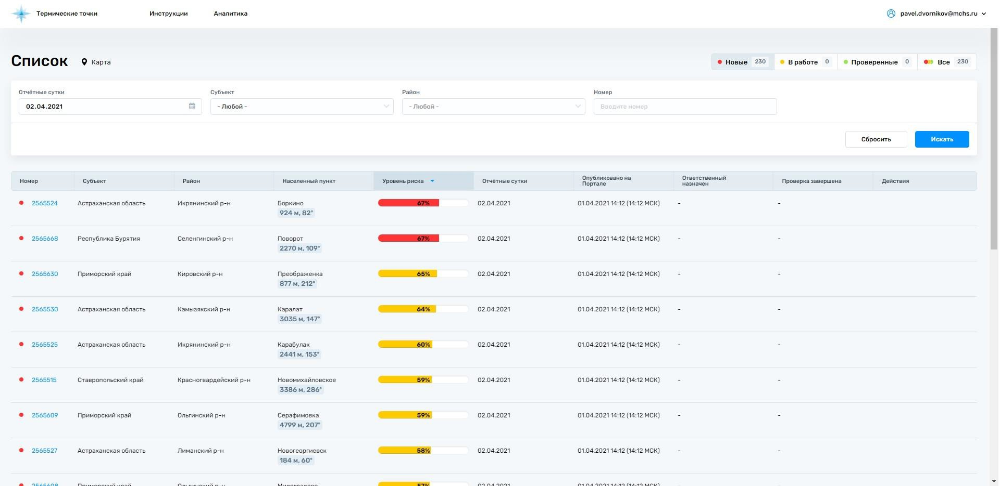 Термические точки
Инструкции
Аналитика
pavel.dvornikov@mchs.ru
Список
Карта
Новые 230
В работе 0
Проверенные 0
Все 230
Отчётные сутки
Субъект
Район
Номер
02.04.2021
- Любой -
- Любой -
Введите номер
Сбросить
Искать
Номер
Субъект
Район
Населенный пункт
Уровень риска
Отчётные сутки
Опубликовано на
Портале
Ответственный
назначен
Проверка завершена
Действия
2565524 Астраханская область Икрянинский р-н Боркино 67% 02.04.2021 01.04.2021 14:12 (14:12 МСК) - -
924 м, 82°
2565668 Республика Бурятия Селенгинский р-н Поворот 67% 02.04.2021 01.04.2021 14:12 (14:12 МСК) - -
2270 м, 109°
2565630 Приморский край Кировский р-н Преображенка 65% 02.04.2021 01.04.2021 14:12 (14:12 МСК) - -
877 м, 212°
2565530 Астраханская область Камызякский р-н Каралат 64% 02.04.2021 01.04.2021 14:12 (14:12 МСК) - -
3035 м, 147°
2565525 Астраханская область Икрянинский р-н Карабулак 60% 02.04.2021 01.04.2021 14:12 (14:12 МСК) - -
2441 м, 153°
2565515 Ставропольский край Красногвардейский р-н Новомихайловское 59% 02.04.2021 01.04.2021 14:12 (14:12 МСК) - -
3386 м, 286°
2565609 Приморский край Ольгинский р-н Серафимовка 59% 02.04.2021 01.04.2021 14:12 (14:12 МСК) - -
4799 м, 207°
2565527 Астраханская область Лиманский р-н Новогеоргиевск 58% 02.04.2021 01.04.2021 14:12 (14:12 МСК) - -
184 м, 60°
2565608 Приморский край Ольгинский р-н Милоградово 57% 02.04.2021 01.04.2021 14:12 (14:12 МСК)